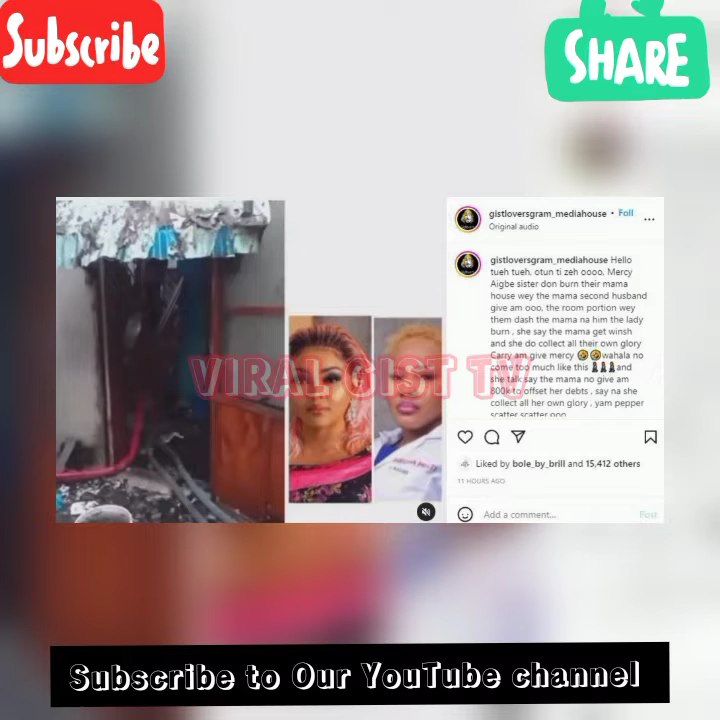 Subscribe
SHARE
gistloversgram_mediahouse • Foll
Original audio
gistloversgram_mediahouse Hello
tueh tueh, otun ti zeh oooo. Mercy
Aigbe sister don burn their mama
house wey the mama second husband
give am ooo, the room portion wey
them dash the mama na him the lady
burn , she say the mama get winsh
and she do collect all their own glory
Carry am give mercy 🤣🤣wahala no
come too much like this and
she talk say the mama no give am
800k to offset her debts , say na she
collect all her own glory , yam pepper
scatter scatter ooo
VIRAL GIST TV
Liked by bole_by_brill and 15,412 others
11 HOURS AGO
Add a comment... Post
Subscribe to Our YouTube channel